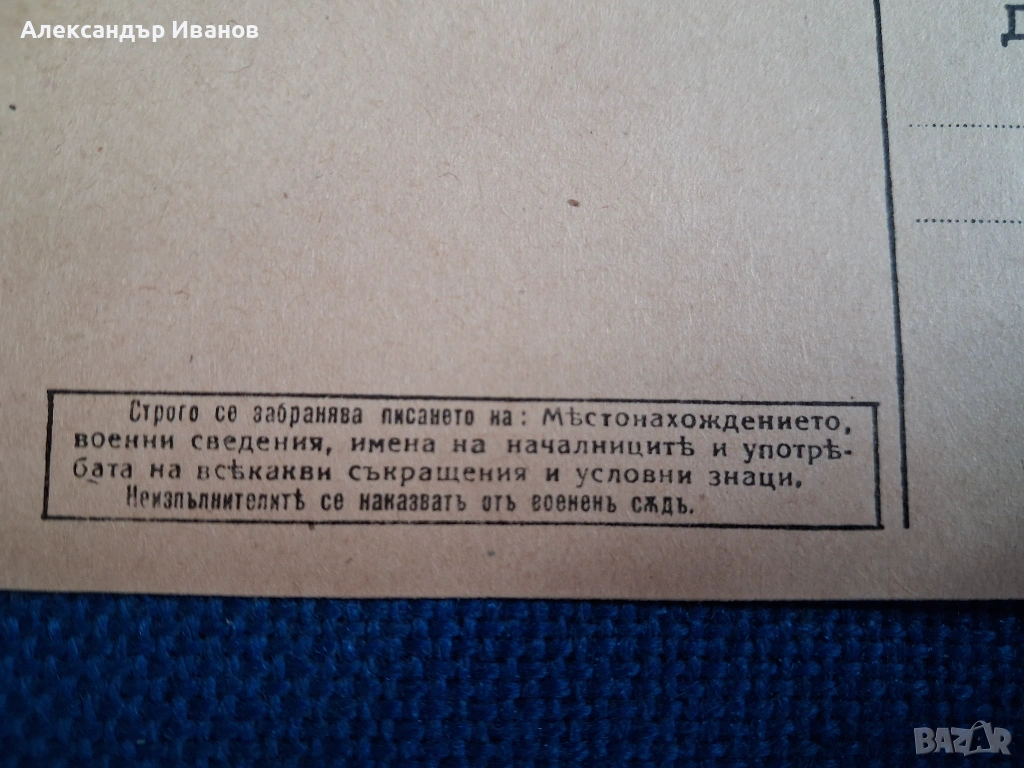 Александър Иванов
Д
Строго се забранява писането на: Мѣстонахождението,
военни сведения, имена на началницитѣ и употрѣ-
бата на всѣкакви съкращения и условни знаци.
Неизпълнителитѣ се наказватъ отъ военень сѫдъ.
BAZAR